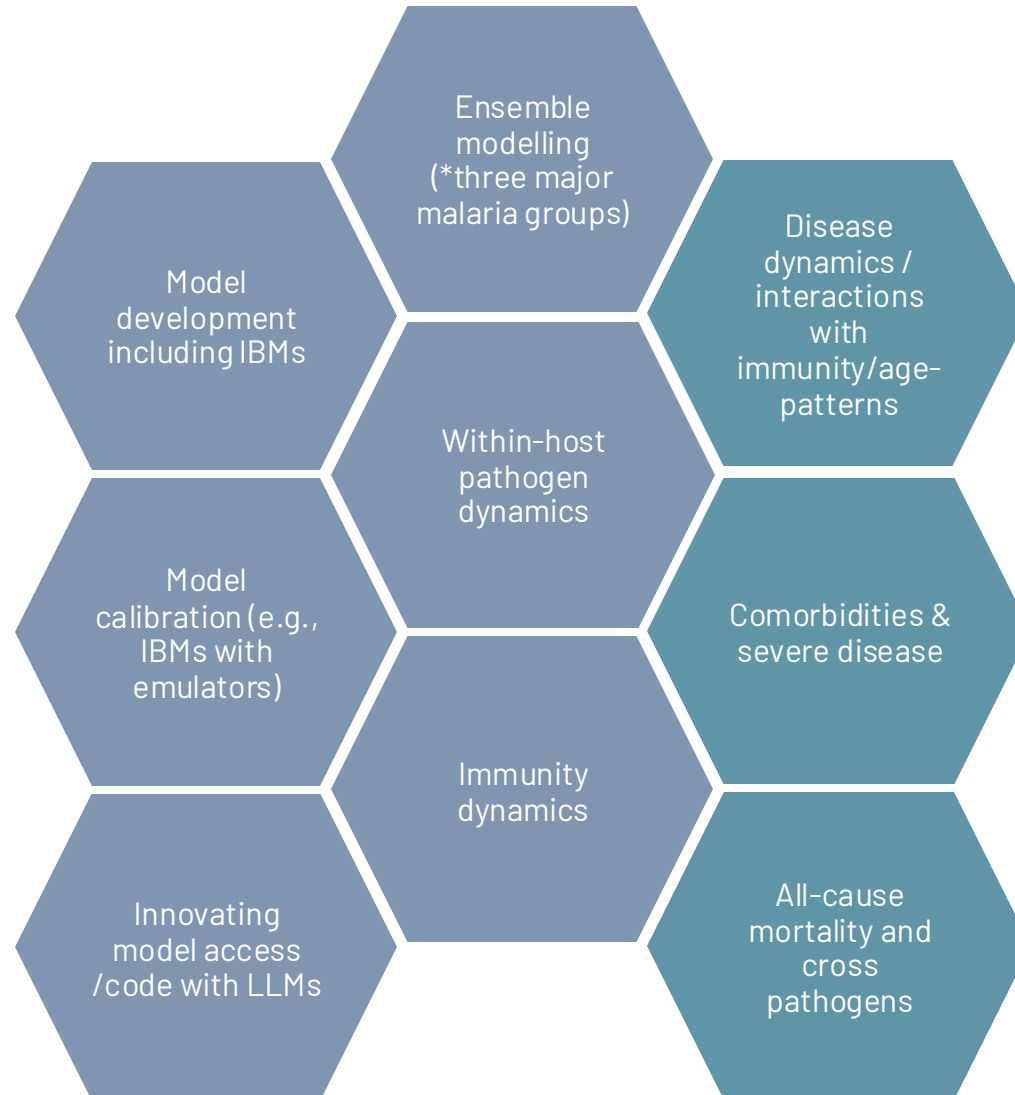 Ensemble
modelling
(*three major
malaria groups)
Model
development
including IBMs
Disease
dynamics /
interactions
with
immunity/age-
patterns
Within-host
pathogen
dynamics
Model
calibration (e.g.,
IBMs with
emulators)
Comorbidities &
severe disease
Immunity
dynamics
Innovating
model access
/code with LLMs
All-cause
mortality and
cross
pathogens